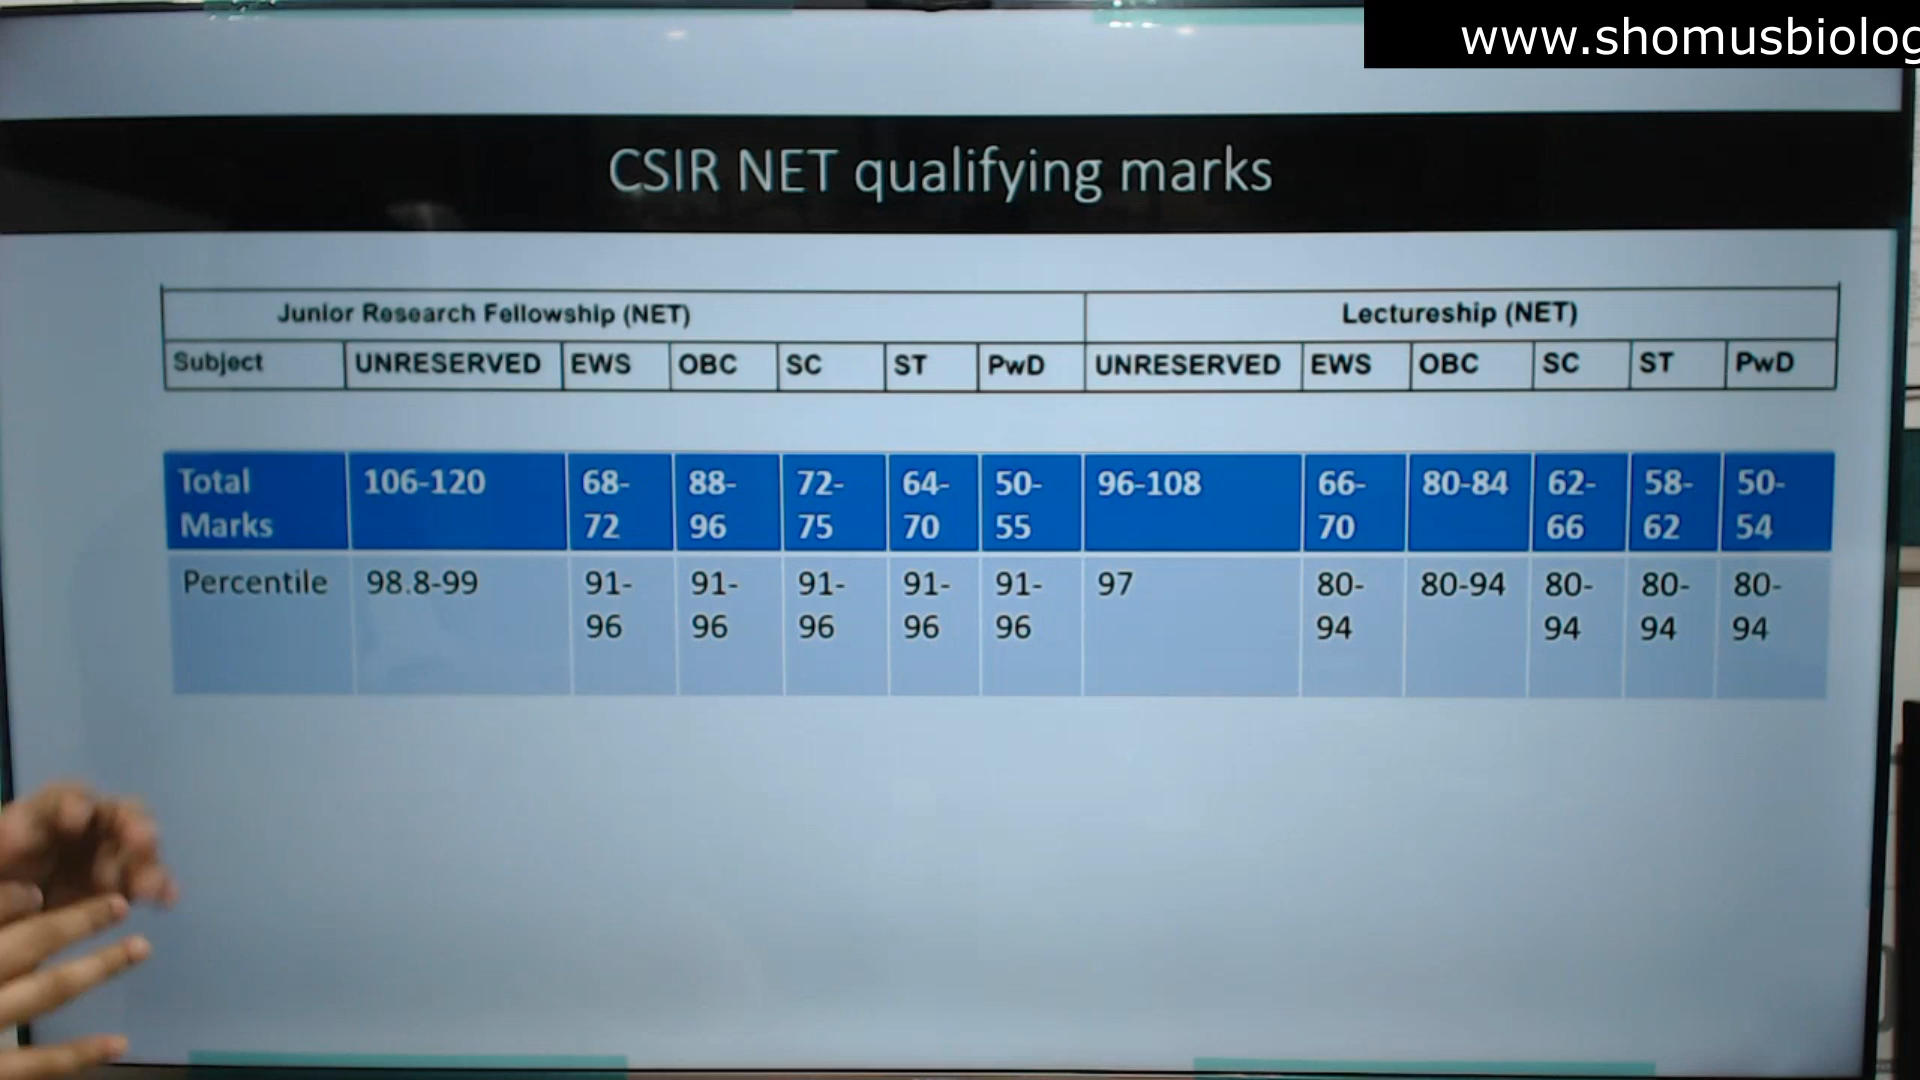 www.shomusbiolog
CSIR NET qualifying marks
Junior Research Fellowship (NET) Lectureship (NET)
Subject UNRESERVED EWS OBC SC ST PwD UNRESERVED EWS OBC SC ST PwD
Total 106-120 68- 88- 72- 64- 50- 96-108 66- 80-84 62- 58- 50-
Marks 72 96 75 70 55 70 66 62 54
Percentile 98.8-99 91- 91- 91- 91- 91- 97 80- 80-94 80- 80- 80-
96 96 96 96 96 94 94 94 94